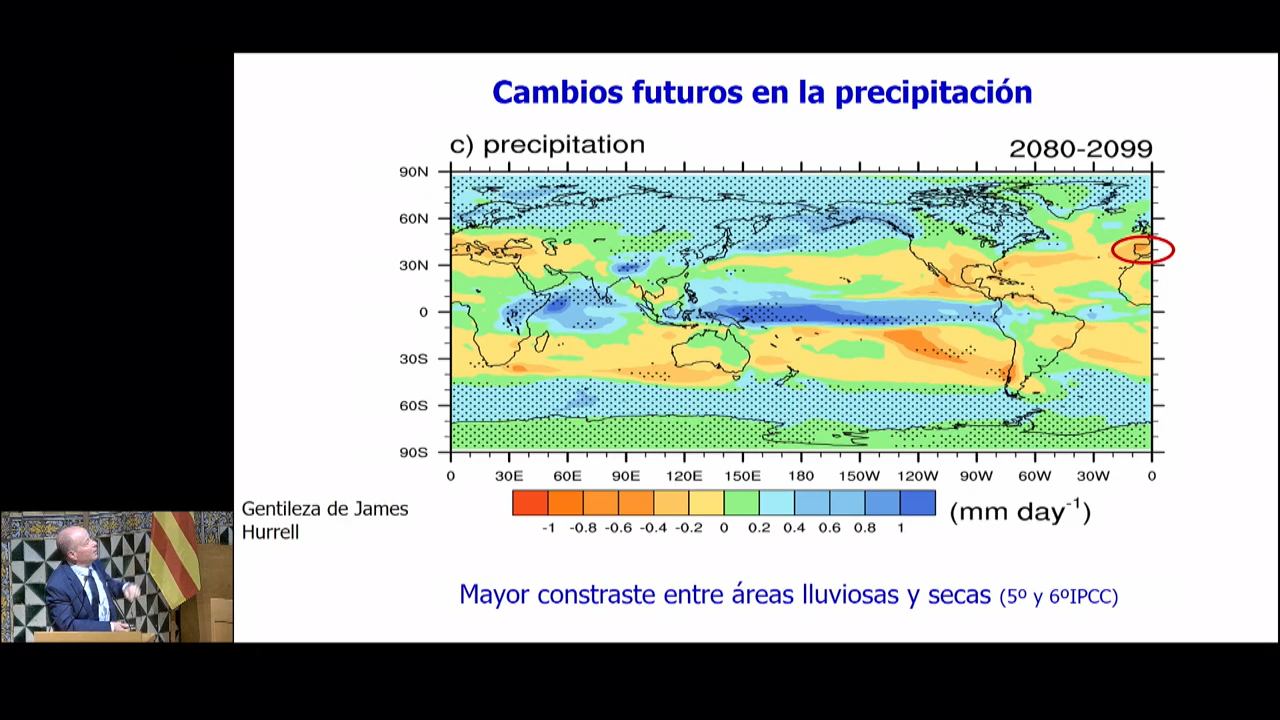 Cambios futuros en la precipitación
c) precipitation
2080-2099
90N
60N
30N
0
30S
60S
90S
0 30E 60E 90E 120E 150E 180 150W 120W 90W 60W 30W 0
-1 -0.8 -0.6 -0.4 -0.2 0 0.2 0.4 0.6 0.8 1
(mm day⁻¹)
Gentileza de James
Hurrell
Mayor constraste entre áreas lluviosas y secas (5º y 6ºIPCC)